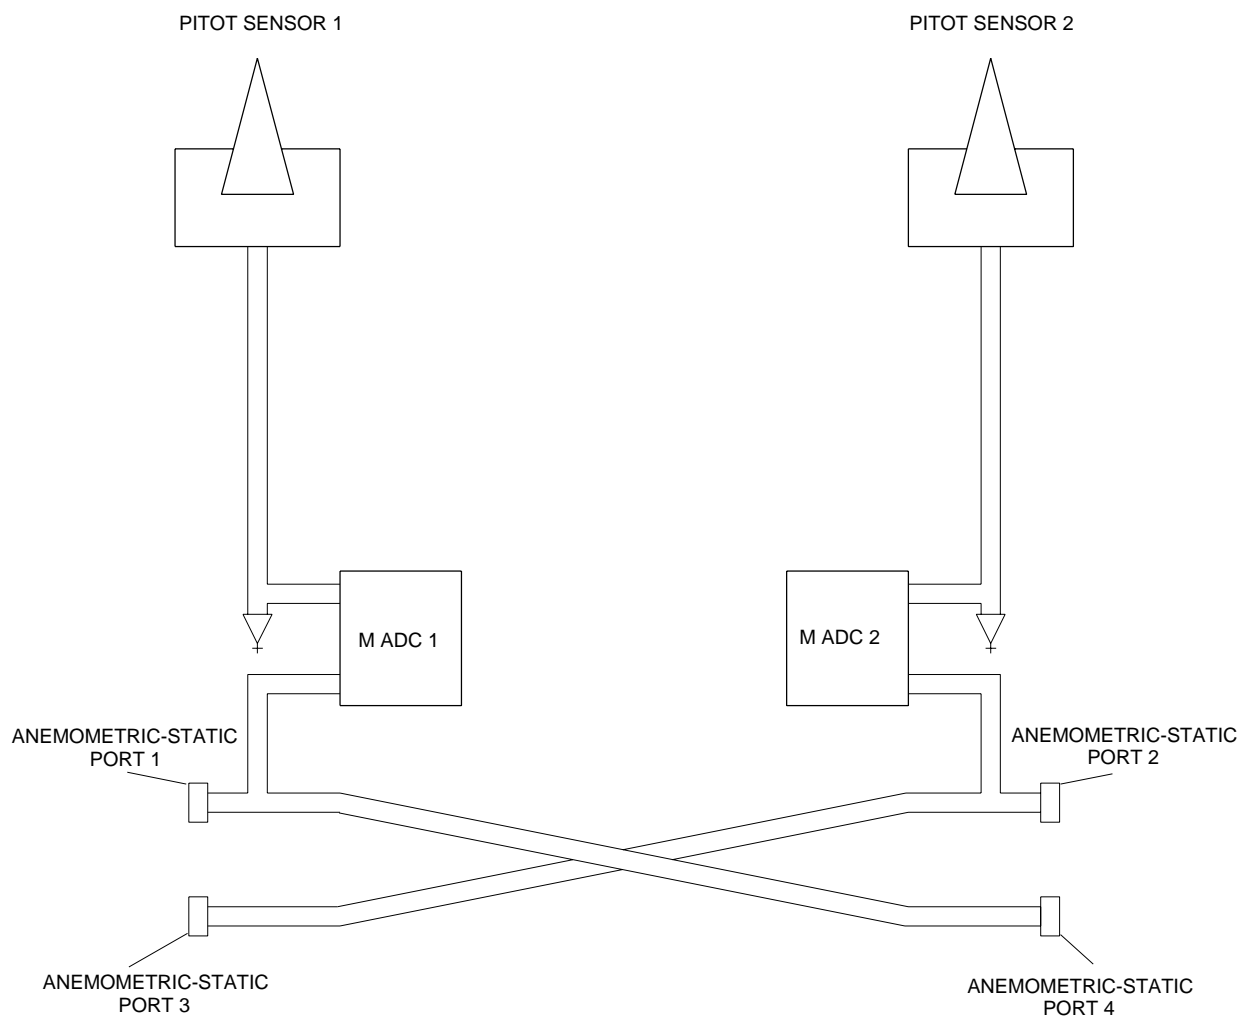 PITOT SENSOR 1
PITOT SENSOR 2
M ADC 1
M ADC 2
ANEMOMETRIC-STATIC
PORT 1
ANEMOMETRIC-STATIC
PORT 2
ANEMOMETRIC-STATIC
PORT 3
ANEMOMETRIC-STATIC
PORT 4